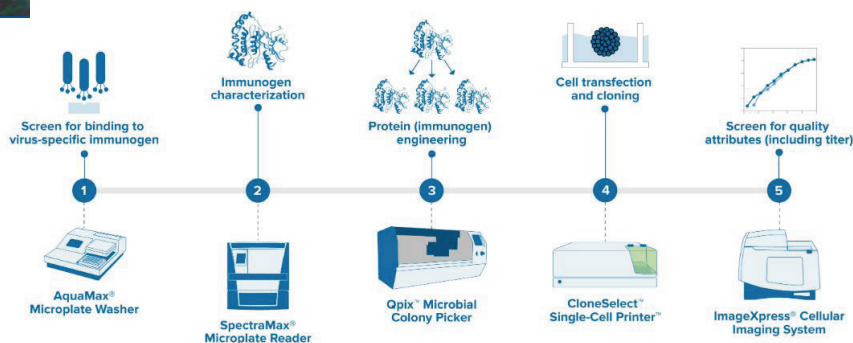 Screen for binding to
virus-specific immunogen
Immunogen
characterization
Protein (immunogen)
engineering
Cell transfection
and cloning
Screen for quality
attributes (including titer)
1
2
3
4
5
AquaMax®
Microplate Washer
SpectraMax®
Microplate Reader
Qpix™ Microbial
Colony Picker
CloneSelect™
Single-Cell Printer™
ImageXpress® Cellular
Imaging System